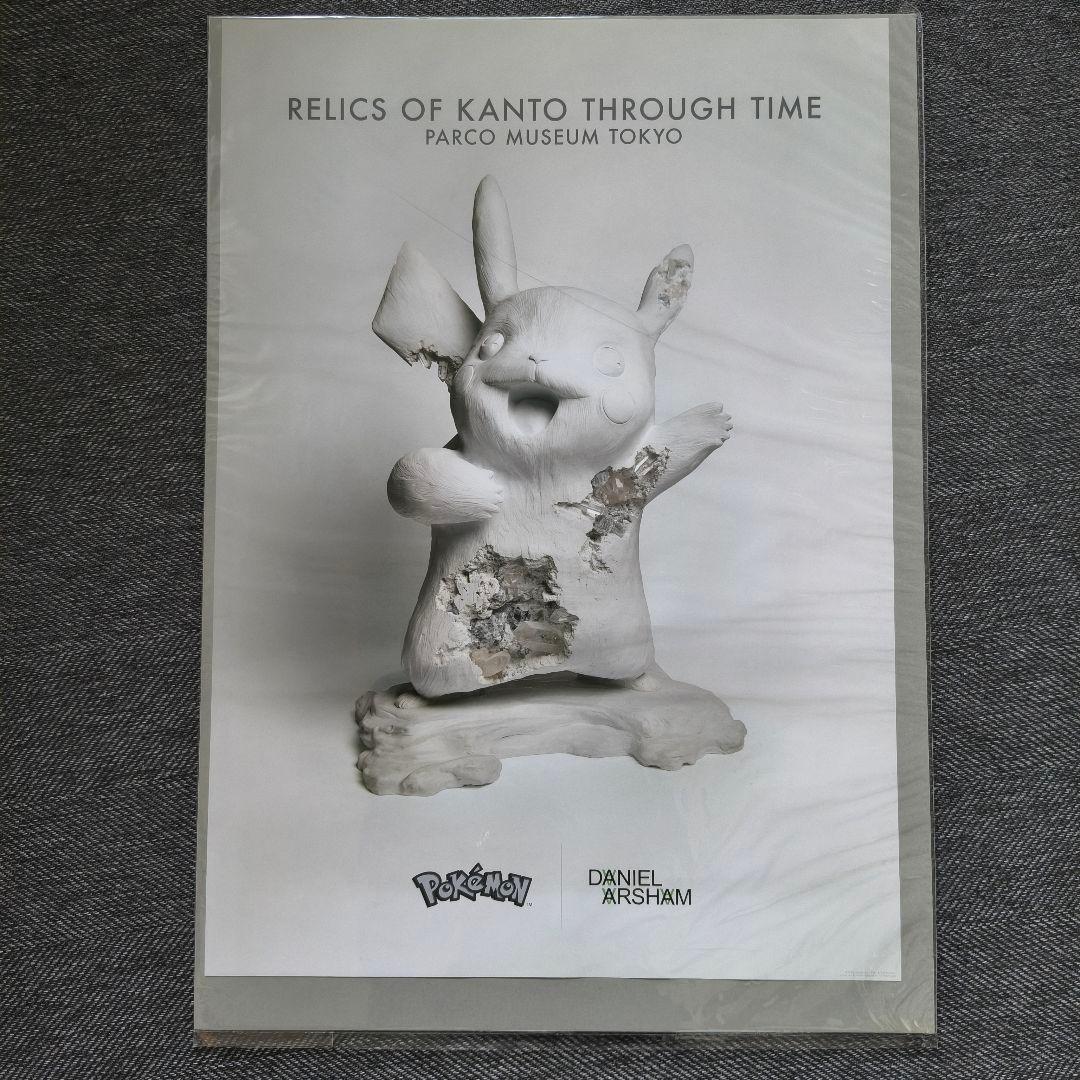 RELICS OF KANTO THROUGH TIME
PARCO MUSEUM TOKYO
POKéMON
DANIEL
ARSHAM